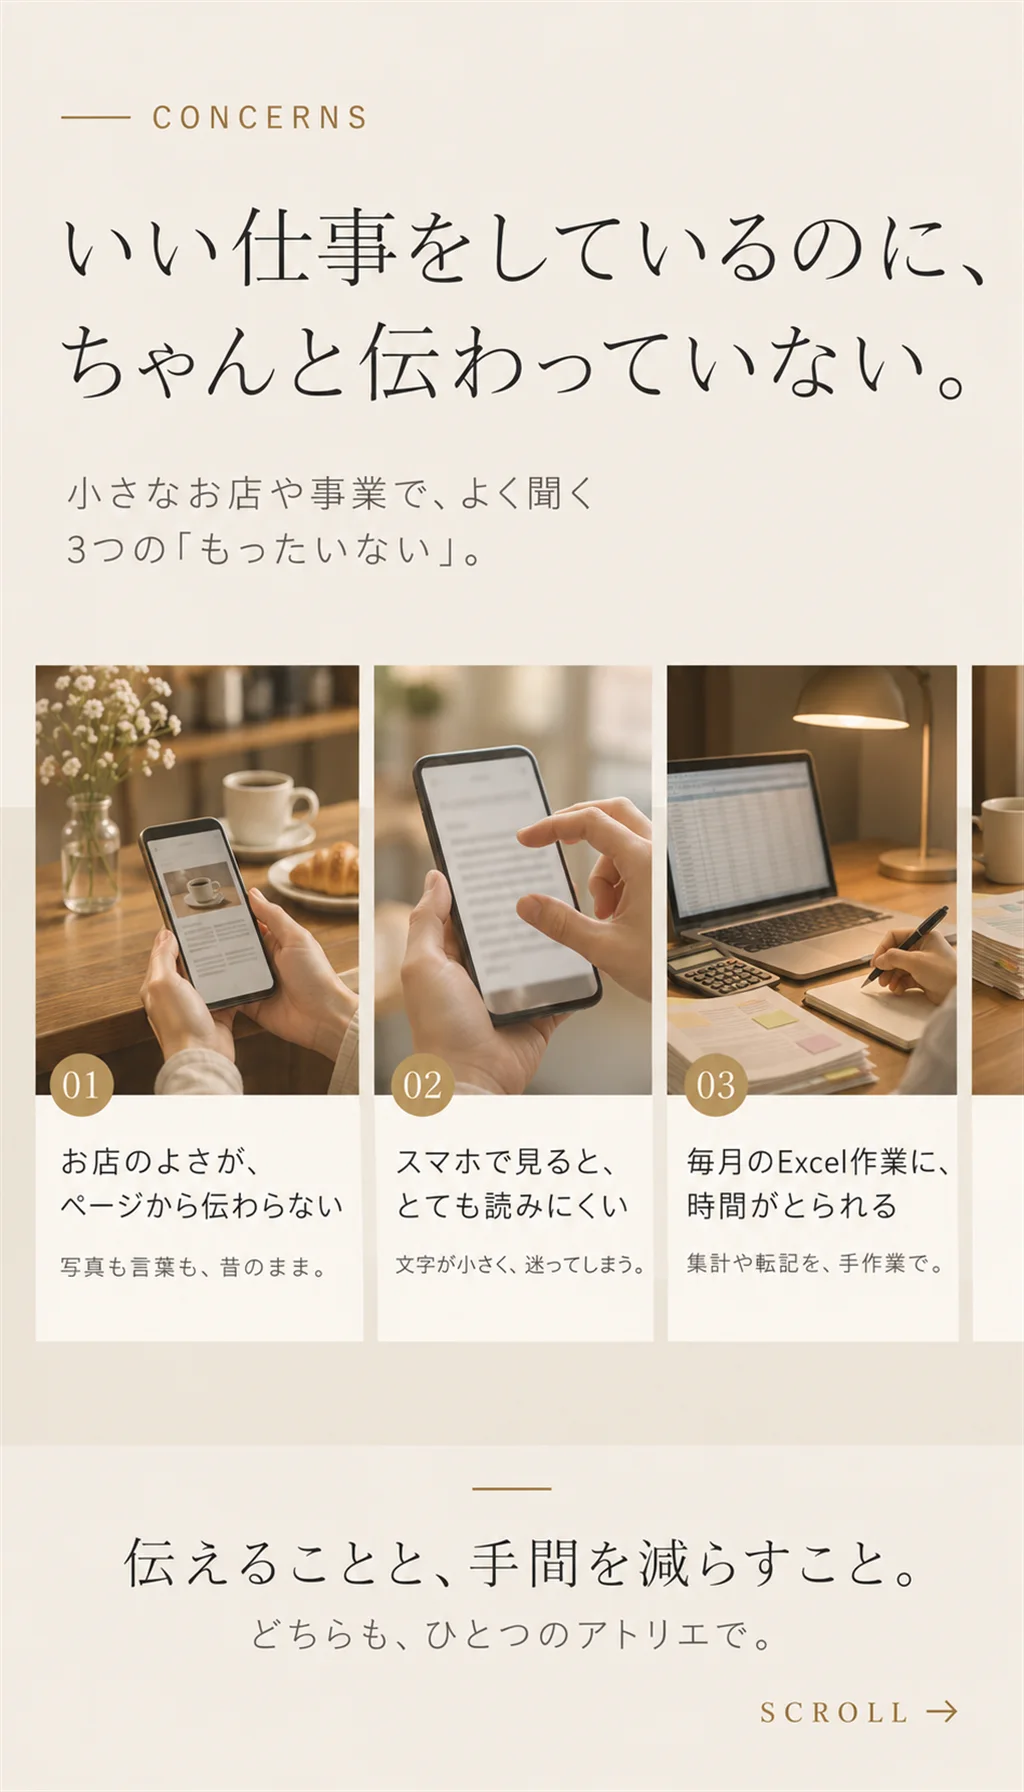 CONCERNS
いい仕事をしているのに、
ちゃんと伝わっていない。
小さなお店や事業で、よく聞く
3つの「もったいない」。
01
お店のよさが、
ページから伝わらない
写真も言葉も、昔のまま。
02
スマホで見ると、
とても読みにくい
文字が小さく、迷ってしまう。
03
毎月のExcel作業に、
時間がとられる
集計や転記を、手作業で。
伝えることと、手間を減らすこと。
どちらも、ひとつのアトリエで。
SCROLL →